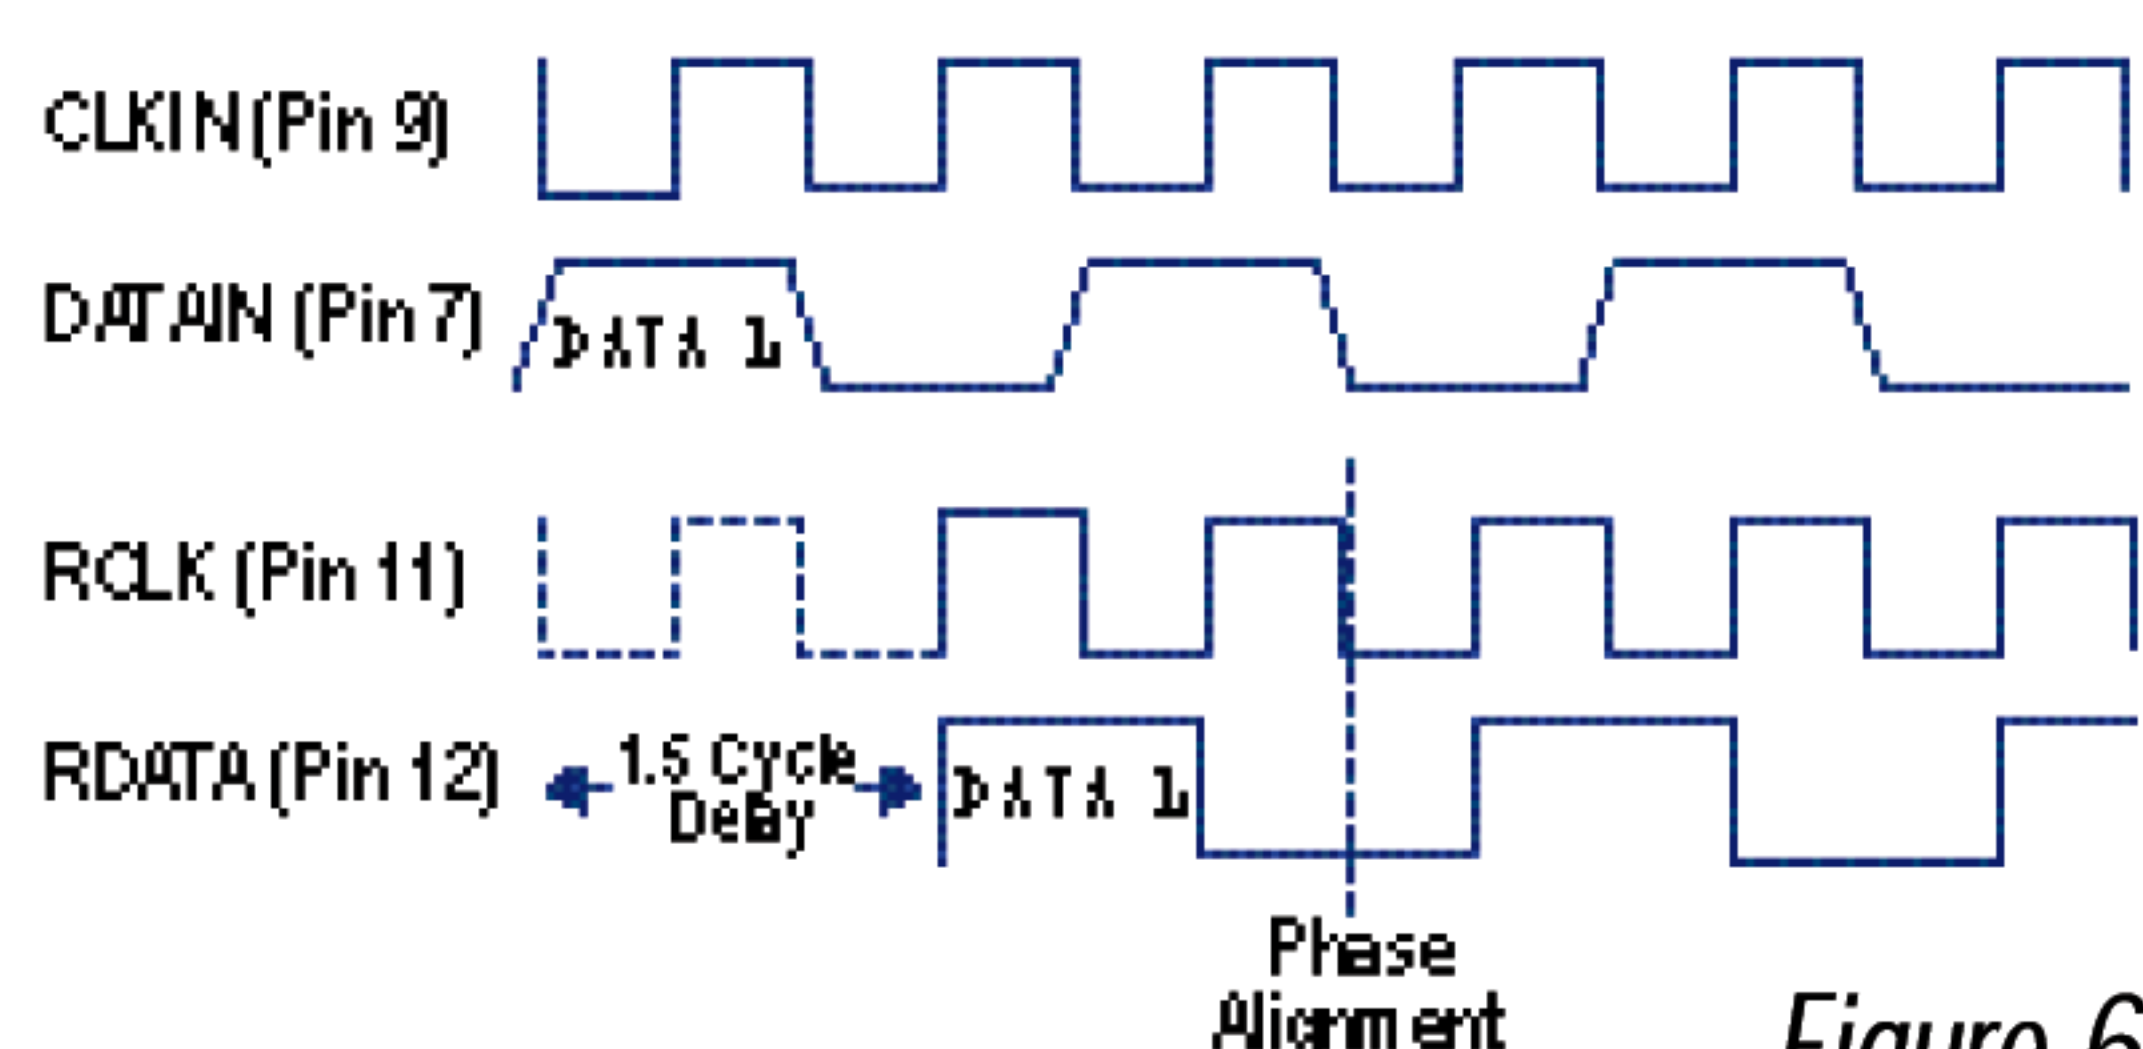 CLKIN (Pin 9)
DATAIN (Pin 7)
DATA 1
RCLK (Pin 11)
RDATA (Pin 12)
1.5 Cycle
Delay
DATA 1
Phase
Alignment
Figure 6